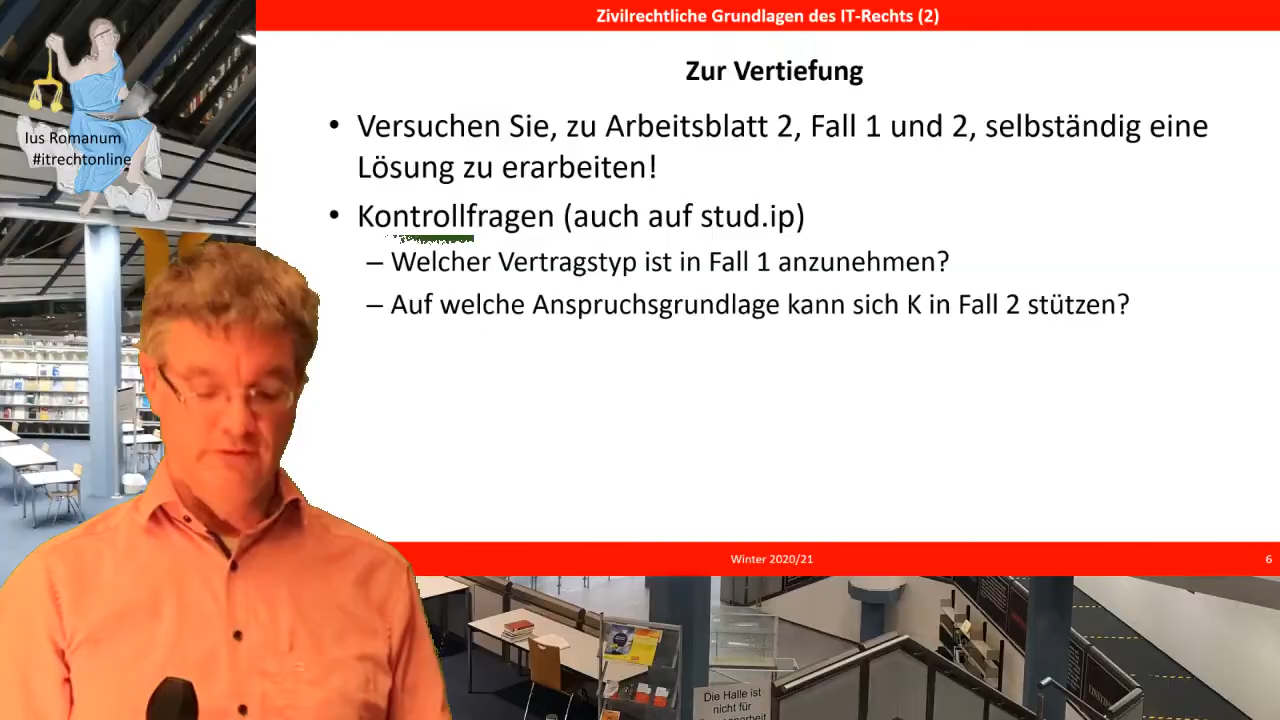 Zivilrechtliche Grundlagen des IT-Rechts (2)
Ius Romanum
#itrechtonline
Zur Vertiefung
• Versuchen Sie, zu Arbeitsblatt 2, Fall 1 und 2, selbständig eine
Lösung zu erarbeiten!
• Kontrollfragen (auch auf stud.ip)
– Welcher Vertragstyp ist in Fall 1 anzunehmen?
– Auf welche Anspruchsgrundlage kann sich K in Fall 2 stützen?
Winter 2020/21
6
Die Halle ist
nicht für